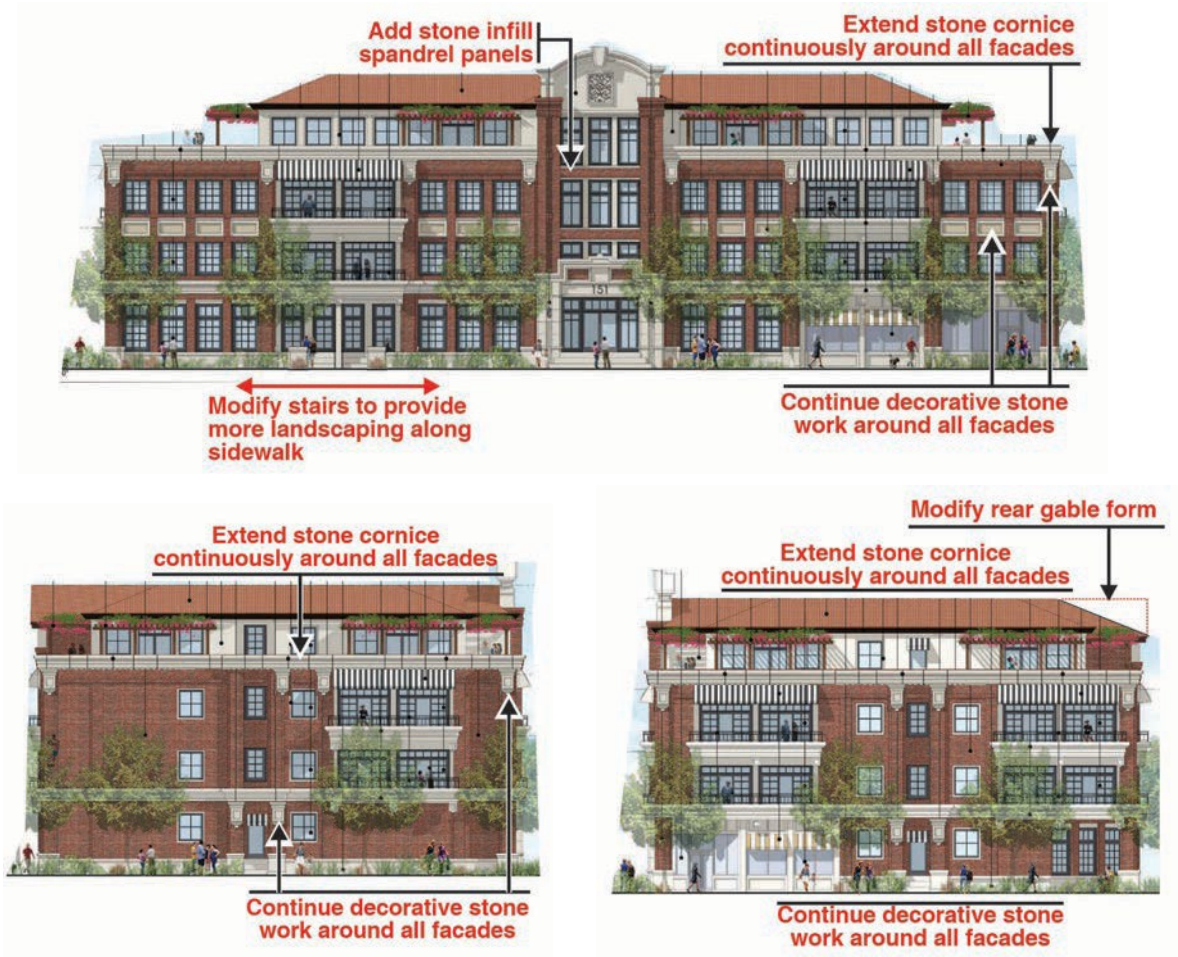 Add stone infill
spandrel panels
Extend stone cornice
continuously around all facades
151
Modify stairs to provide
more landscaping along
sidewalk
Continue decorative stone
work around all facades
Extend stone cornice
continuously around all facades
Continue decorative stone
work around all facades
Modify rear gable form
Extend stone cornice
continuously around all facades
Continue decorative stone
work around all facades